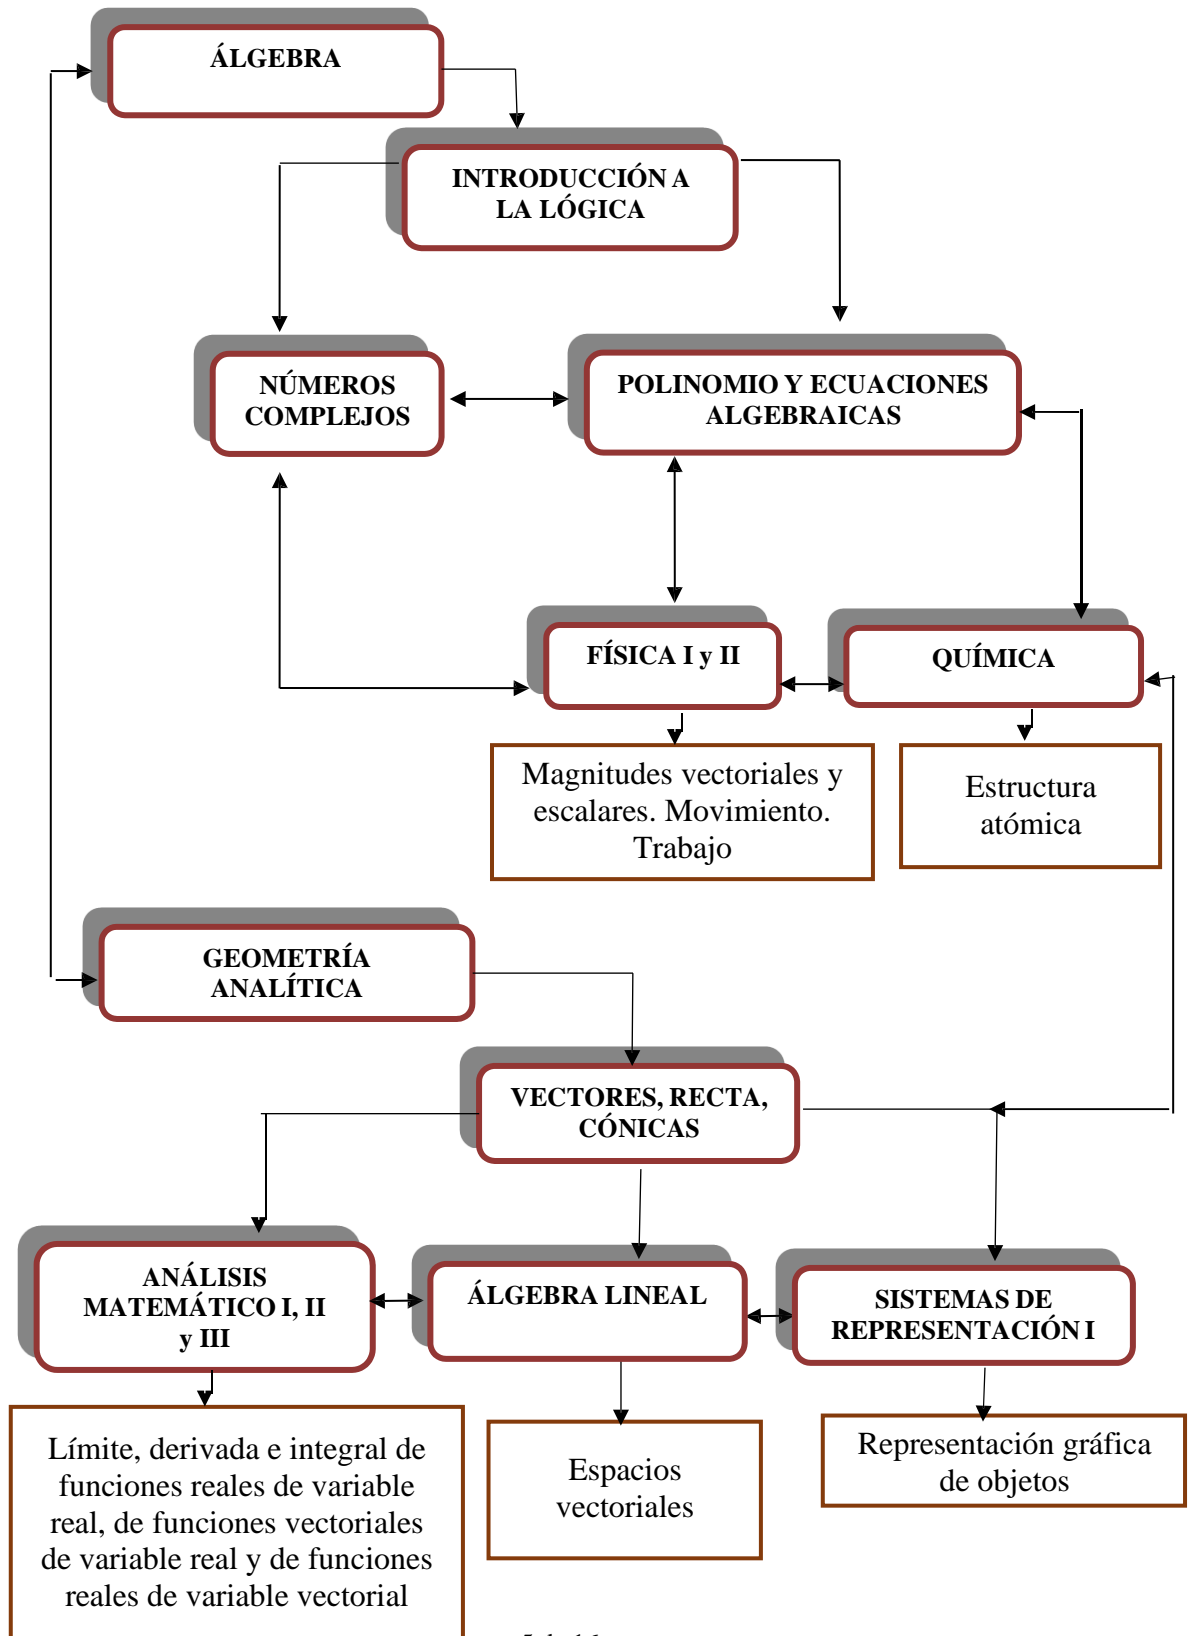 ÁLGEBRA
INTRODUCCIÓN A
LA LÓGICA
NÚMEROS
COMPLEJOS
POLINOMIO Y ECUACIONES
ALGEBRAICAS
FÍSICA I y II
QUÍMICA
Magnitudes vectoriales y
escalares. Movimiento.
Trabajo
Estructura
atómica
GEOMETRÍA
ANALÍTICA
VECTORES, RECTA,
CÓNICAS
ANÁLISIS
MATEMÁTICO I, II
y III
ÁLGEBRA LINEAL
SISTEMAS DE
REPRESENTACIÓN I
Límite, derivada e integral de
funciones reales de variable
real, de funciones vectoriales
de variable real y de funciones
reales de variable vectorial
Espacios
vectoriales
Representación gráfica
de objetos